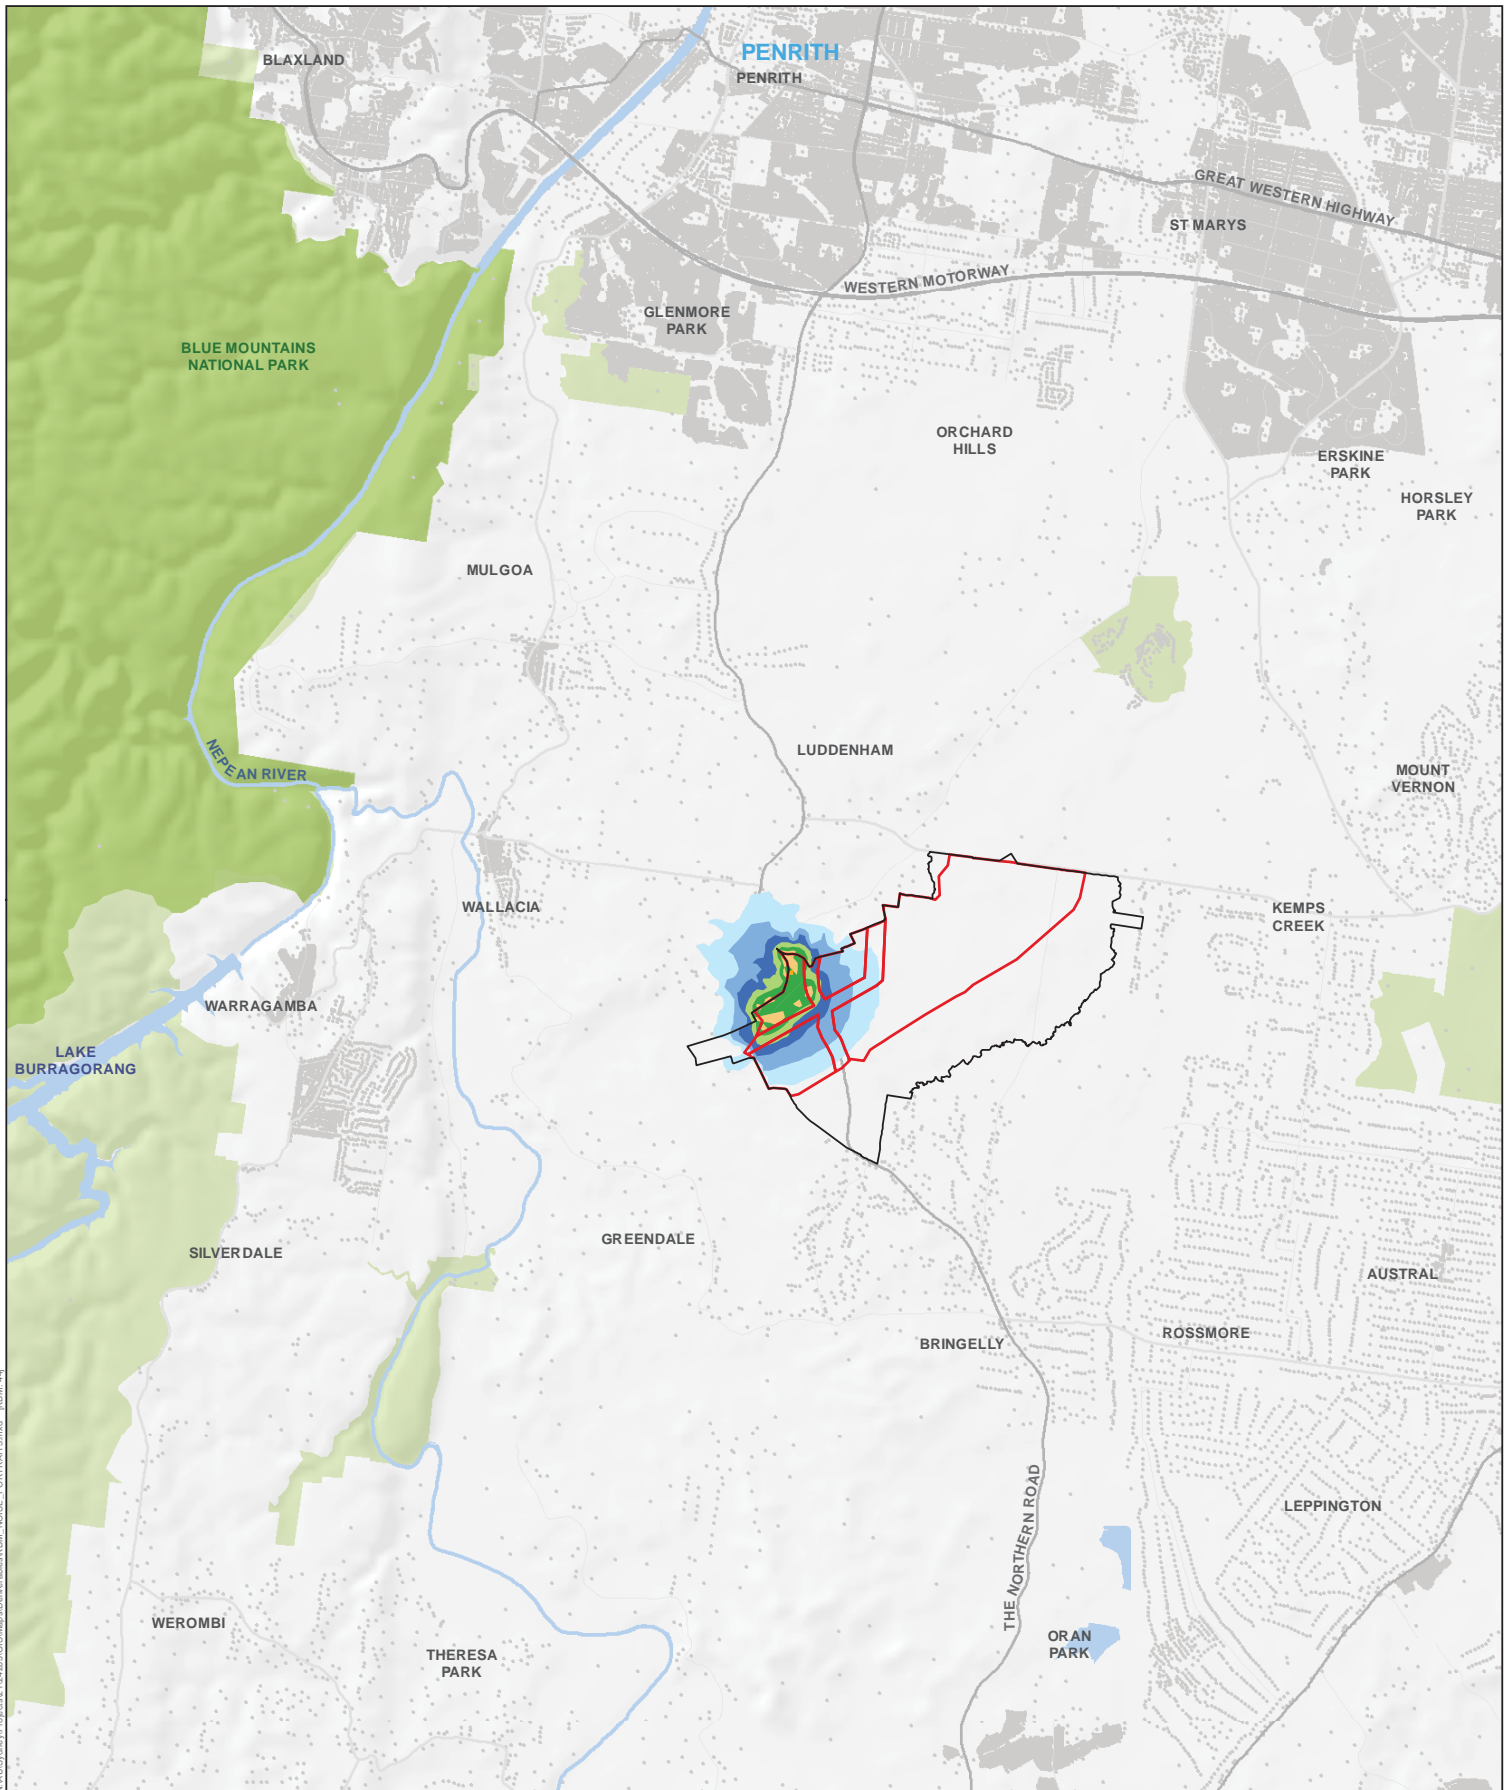 BLAXLAND
PENRITH
PENRITH
GREAT WESTERN HIGHWAY
ST MARYS
WESTERN MOTORWAY
GLENMORE
PARK
BLUE MOUNTAINS
NATIONAL PARK
ORCHARD
HILLS
ERSKINE
PARK
HORSLEY
PARK
MULGOA
LUDDENHAM
NEPEAN RIVER
MOUNT
VERNON
WALLACIA
KEMPS
CREEK
WARRAGAMBA
LAKE
BURRAGORANG
GREENDALE
SILVERDALE
AUSTRAL
ROSSMORE
BRINGELLY
THE NORTHERN ROAD
LEPPINGTON
WEROMBI
ORAN
PARK
THERESA
PARK